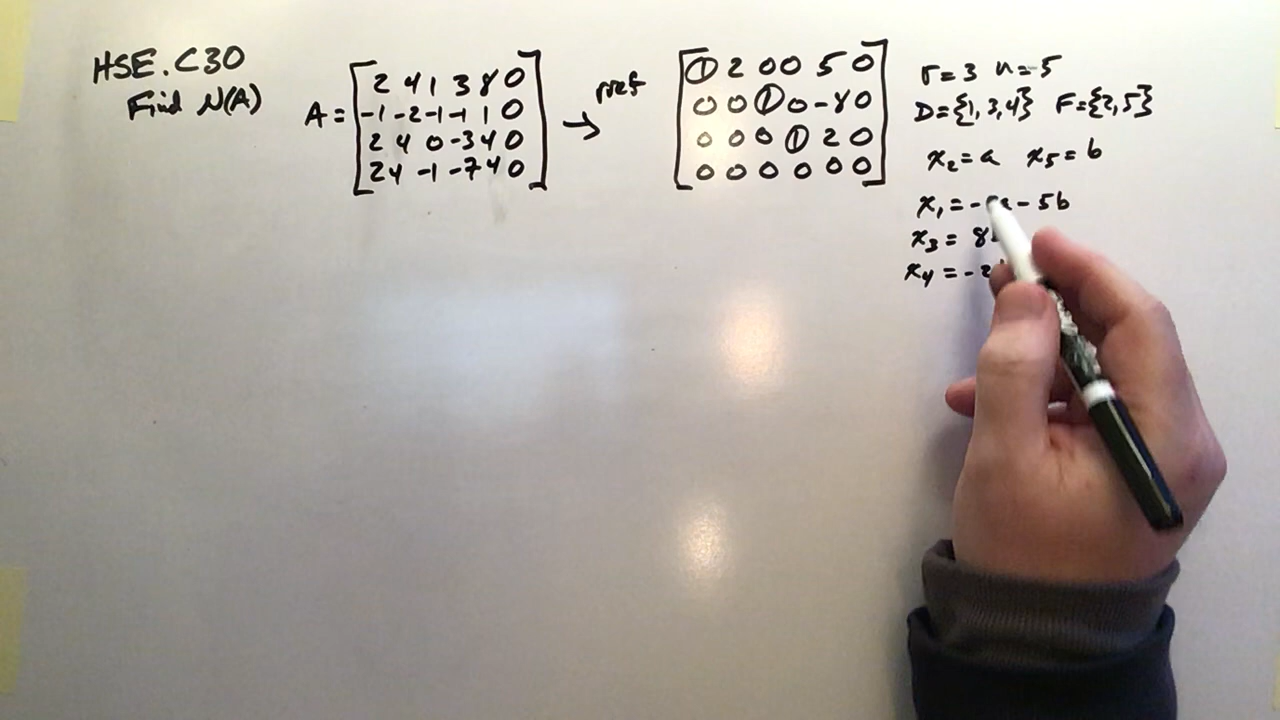 HSE.C30
Find N(A)
A = [2 4 1 3 8 0
-1 -2 -1 -1 1 0
2 4 0 -3 4 0
2 4 -1 -7 4 0]
rref →
[1 2 0 0 5 0
0 0 1 0 -8 0
0 0 0 1 2 0
0 0 0 0 0 0]
r=3 n=5
D={1,3,4} F={2,5}
x₂=a x₅=b
x₁=- - 5b
x₃= 8
x₄=-2